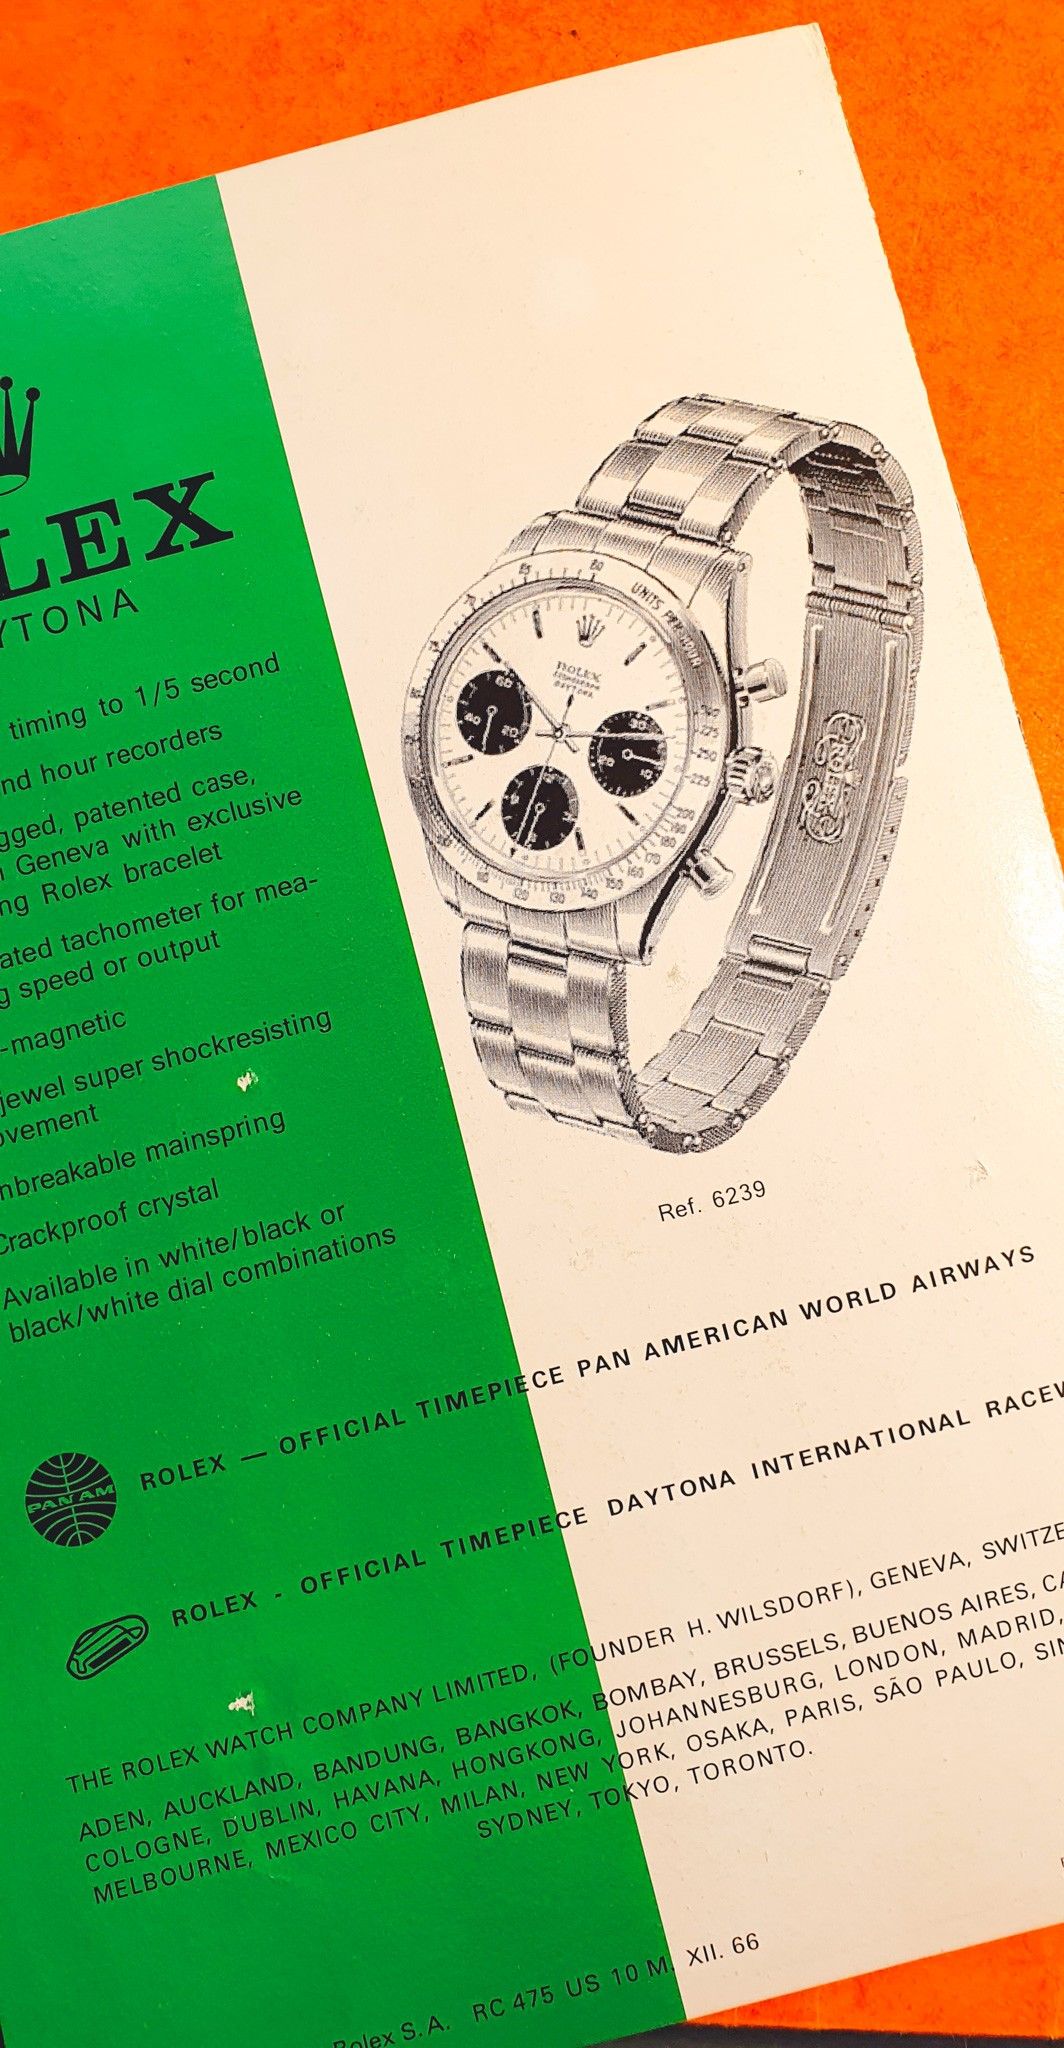 LEX
YTONA
timing to 1/5 second
nd hour recorders
gged, patented case,
Geneva with exclusive
ng Rolex bracelet
ated tachometer for mea-
g speed or output
-magnetic
jewel super shockresisting
ovement
nbreakable mainspring
Crackproof crystal
Available in white/black or
black/white dial combinations
UNITS PER HOUR
ROLEX
COSMOGRAPH
DAYTONA
Ref. 6239
PAN AM
ROLEX — OFFICIAL TIMEPIECE PAN AMERICAN WORLD AIRWAYS
ROLEX - OFFICIAL TIMEPIECE DAYTONA INTERNATIONAL RACEW
THE ROLEX WATCH COMPANY LIMITED, (FOUNDER H. WILSDORF), GENEVA, SWITZE
ADEN, AUCKLAND, BANDUNG, BANGKOK, BOMBAY, BRUSSELS, BUENOS AIRES, CA
COLOGNE, DUBLIN, HAVANA, HONGKONG, JOHANNESBURG, LONDON, MADRID,
MELBOURNE, MEXICO CITY, MILAN, NEW YORK, OSAKA, PARIS, SÃO PAULO, SIN
SYDNEY, TOKYO, TORONTO.
Rolex S.A. RC 475 US 10 M. XII. 66